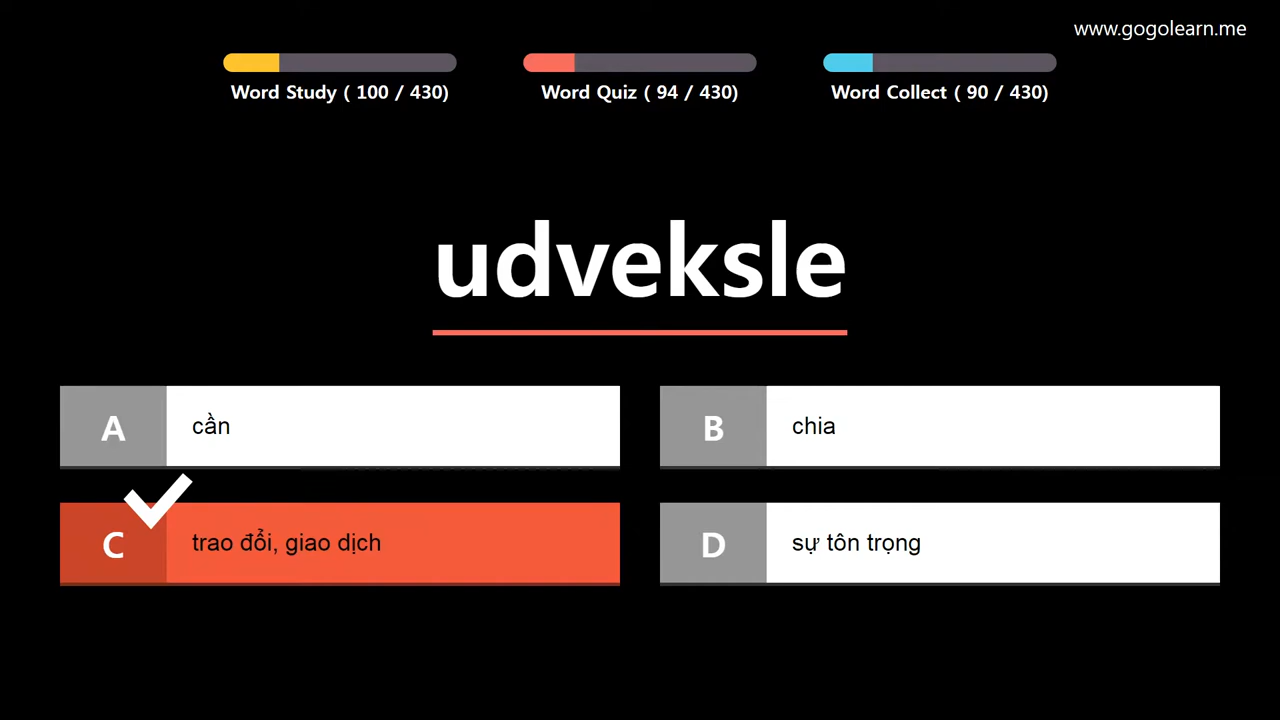 www.gogolearn.me
Word Study ( 100 / 430)
Word Quiz ( 94 / 430)
Word Collect ( 90 / 430)
udveksle
A
cần
B
chia
C
trao đổi, giao dịch
D
sự tôn trọng